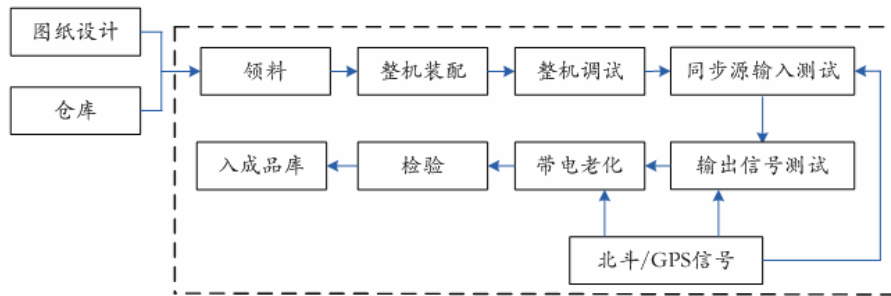 图纸设计
仓库
领料
整机装配
整机调试
同步源输入测试
入成品库
检验
带电老化
输出信号测试
北斗/GPS信号